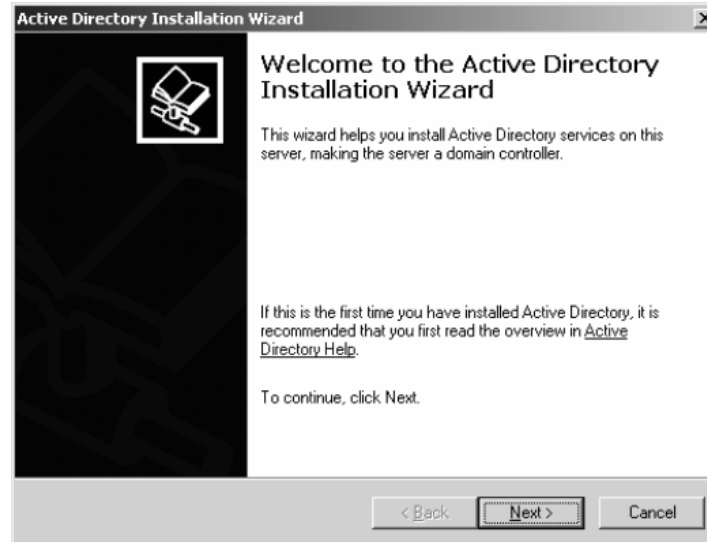 Active Directory Installation Wizard
Welcome to the Active Directory
Installation Wizard
This wizard helps you install Active Directory services on this
server, making the server a domain controller.
If this is the first time you have installed Active Directory, it is
recommended that you first read the overview in Active
Directory Help.
To continue, click Next.
< Back Next > Cancel